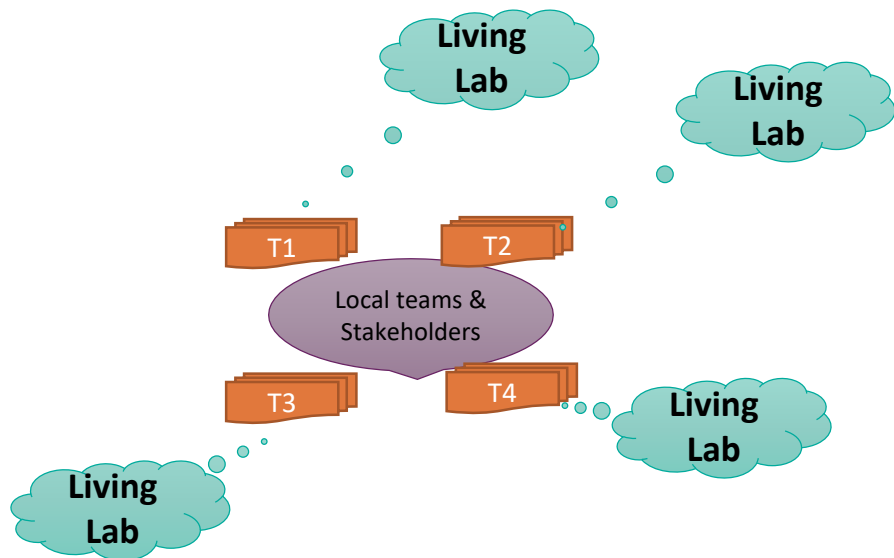 Living
Lab
Living
Lab
T1
T2
Local teams &
Stakeholders
T3
T4
Living
Lab
Living
Lab